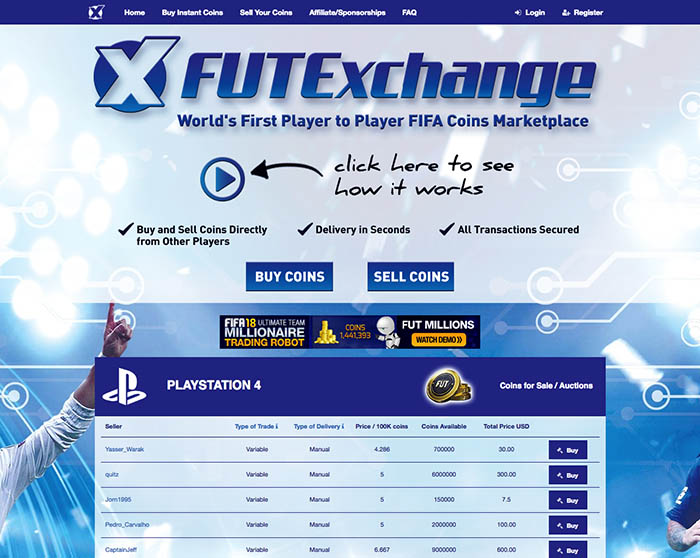 Home Buy Instant Coins Sell Your Coins Affiliate/Sponsorships FAQ Login Register
X FUTExchange
World's First Player to Player FIFA Coins Marketplace
click here to see
how it works
Buy and Sell Coins Directly
from Other Players
Delivery in Seconds
All Transactions Secured
BUY COINS SELL COINS
FIFA 18 ULTIMATE TEAM
MILLIONAIRE
TRADING ROBOT
COINS
1,441,393
FUT MILLIONS
WATCH DEMO
PLAYSTATION 4 FUT Coins for Sale / Auctions
Seller Type of Trade Type of Delivery Price / 100K coins Coins Available Total Price USD
Yasser_Warak Variable Manual 4.286 700000 30.00 Buy
quitz Variable Manual 5 6000000 300.00 Buy
Jom1995 Variable Manual 5 150000 7.5 Buy
Pedro_Carvalho Variable Manual 5 2000000 100.00 Buy
CaptainJeff Variable Manual 6.667 9000000 600.00 Buy